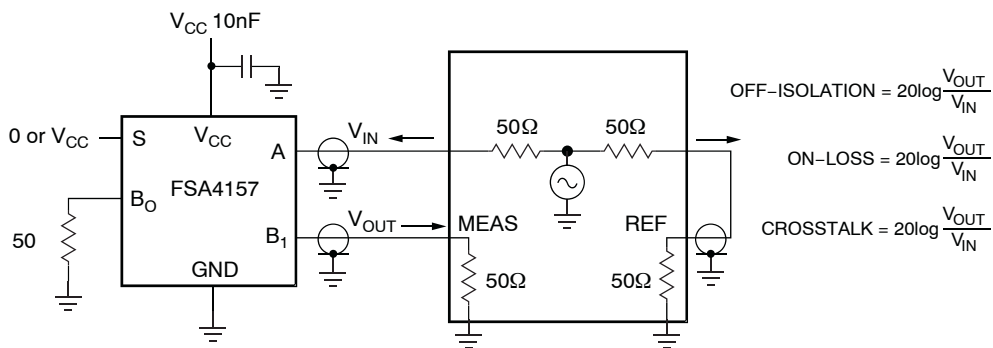 V_CC 10nF
0 or V_CC
S
V_CC
A
FSA4157
B_O
50
B_1
GND
V_IN
V_OUT
50Ω
50Ω
MEAS
REF
50Ω
50Ω
OFF−ISOLATION = 20log V_OUT
V_IN
ON−LOSS = 20log V_OUT
V_IN
CROSSTALK = 20log V_OUT
V_IN